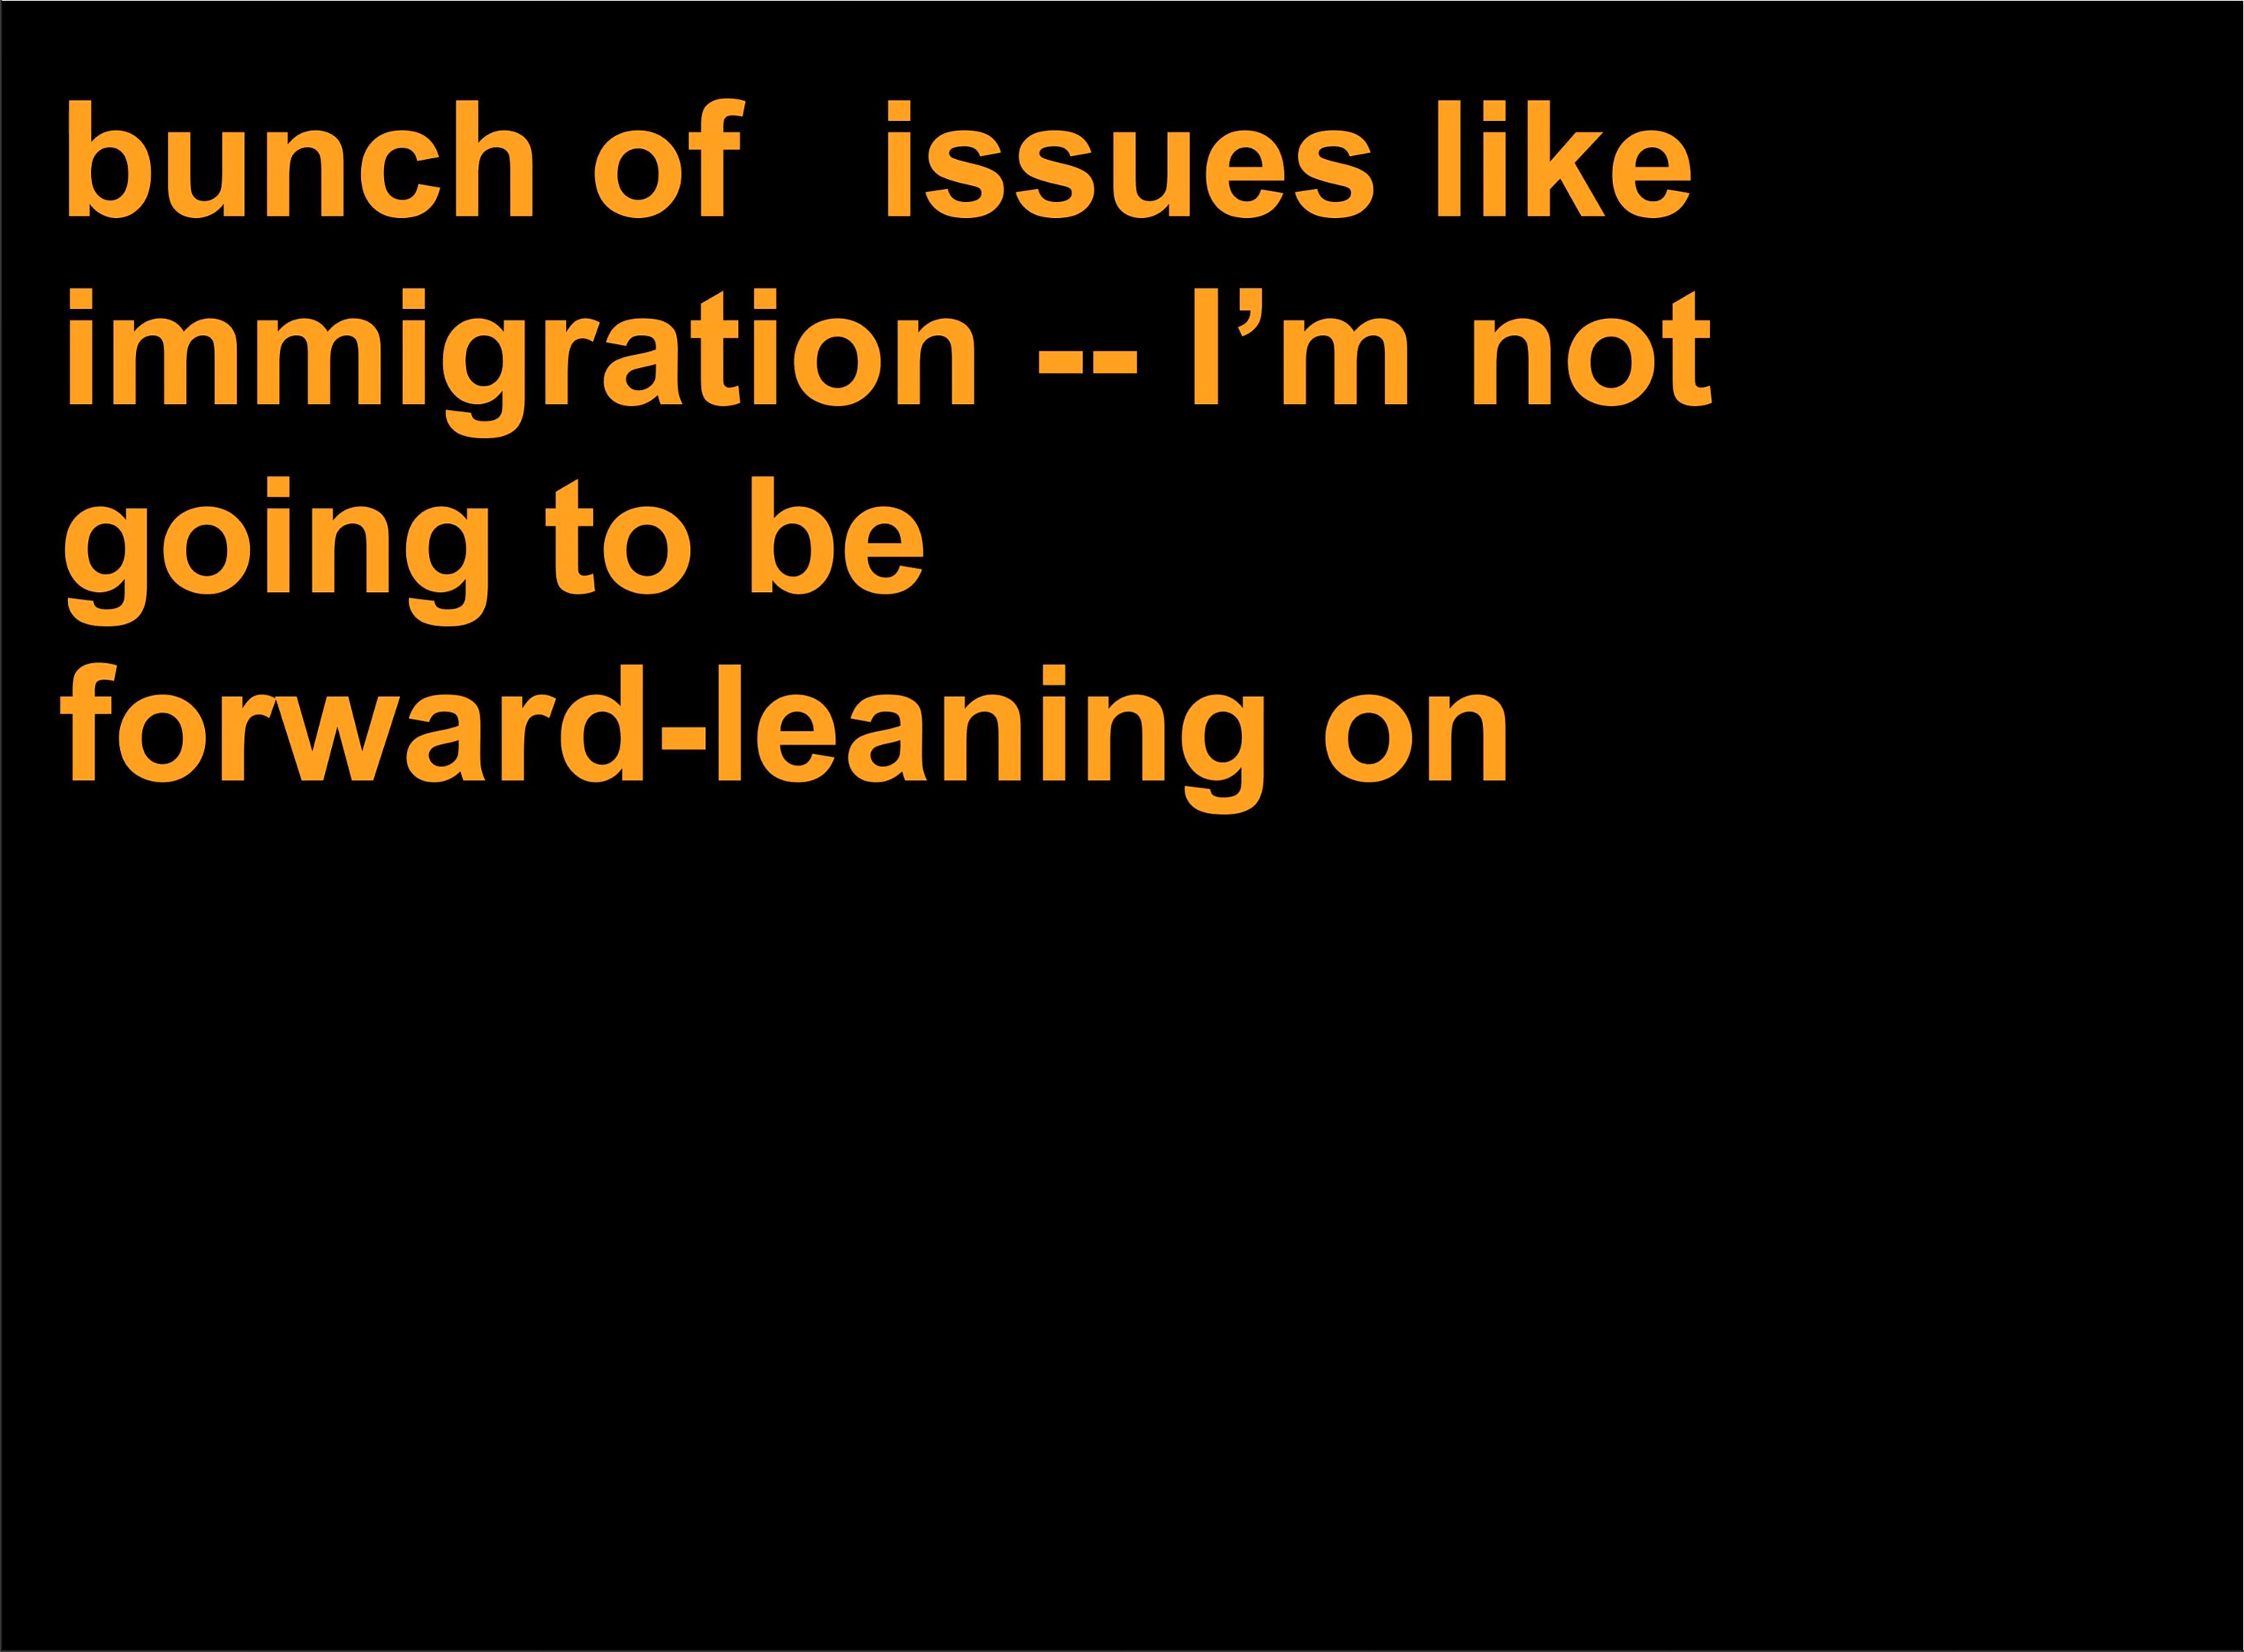 bunch of   issues like
immigration -- I’m not
going to be
forward-leaning on